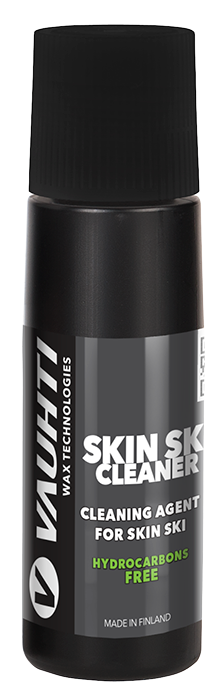 VAUHTI
WAX TECHNOLOGIES
SKIN SK
CLEANER
CLEANING AGENT
FOR SKIN SKI
HYDROCARBONS
FREE
MADE IN FINLAND